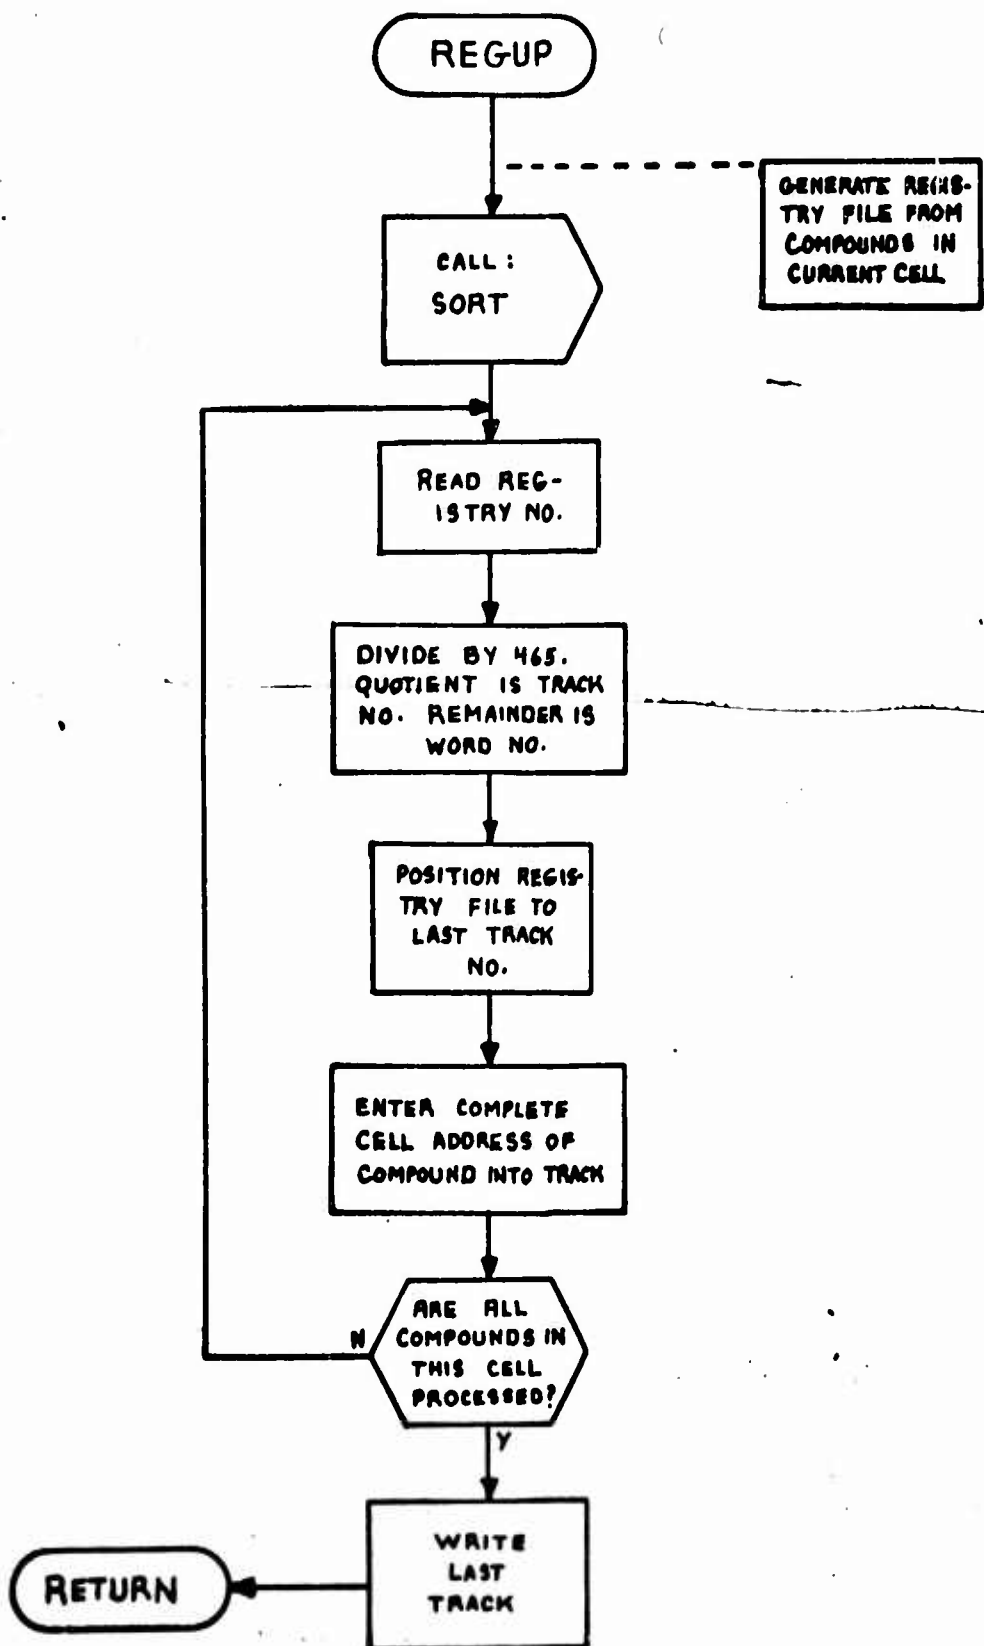 REGUP
GENERATE REGIS-
TRY FILE FROM
COMPOUNDS IN
CURRENT CELL
CALL:
SORT
READ REG-
ISTRY NO.
DIVIDE BY 465.
QUOTIENT IS TRACK
NO. REMAINDER IS
WORD NO.
POSITION REGIS-
TRY FILE TO
LAST TRACK
NO.
ENTER COMPLETE
CELL ADDRESS OF
COMPOUND INTO TRACK
ARE ALL
N COMPOUNDS IN
THIS CELL
PROCESSED?
Y
WRITE
LAST
TRACK
RETURN